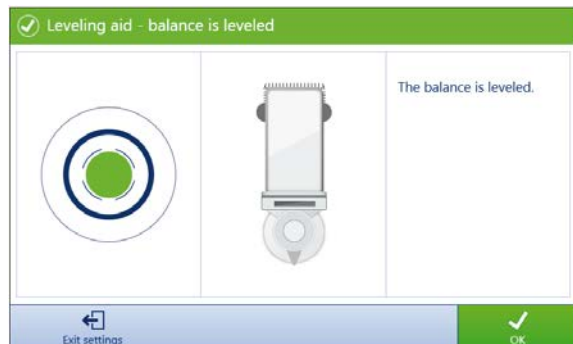 Leveling aid - balance is leveled
The balance is leveled.
Exit settings
OK